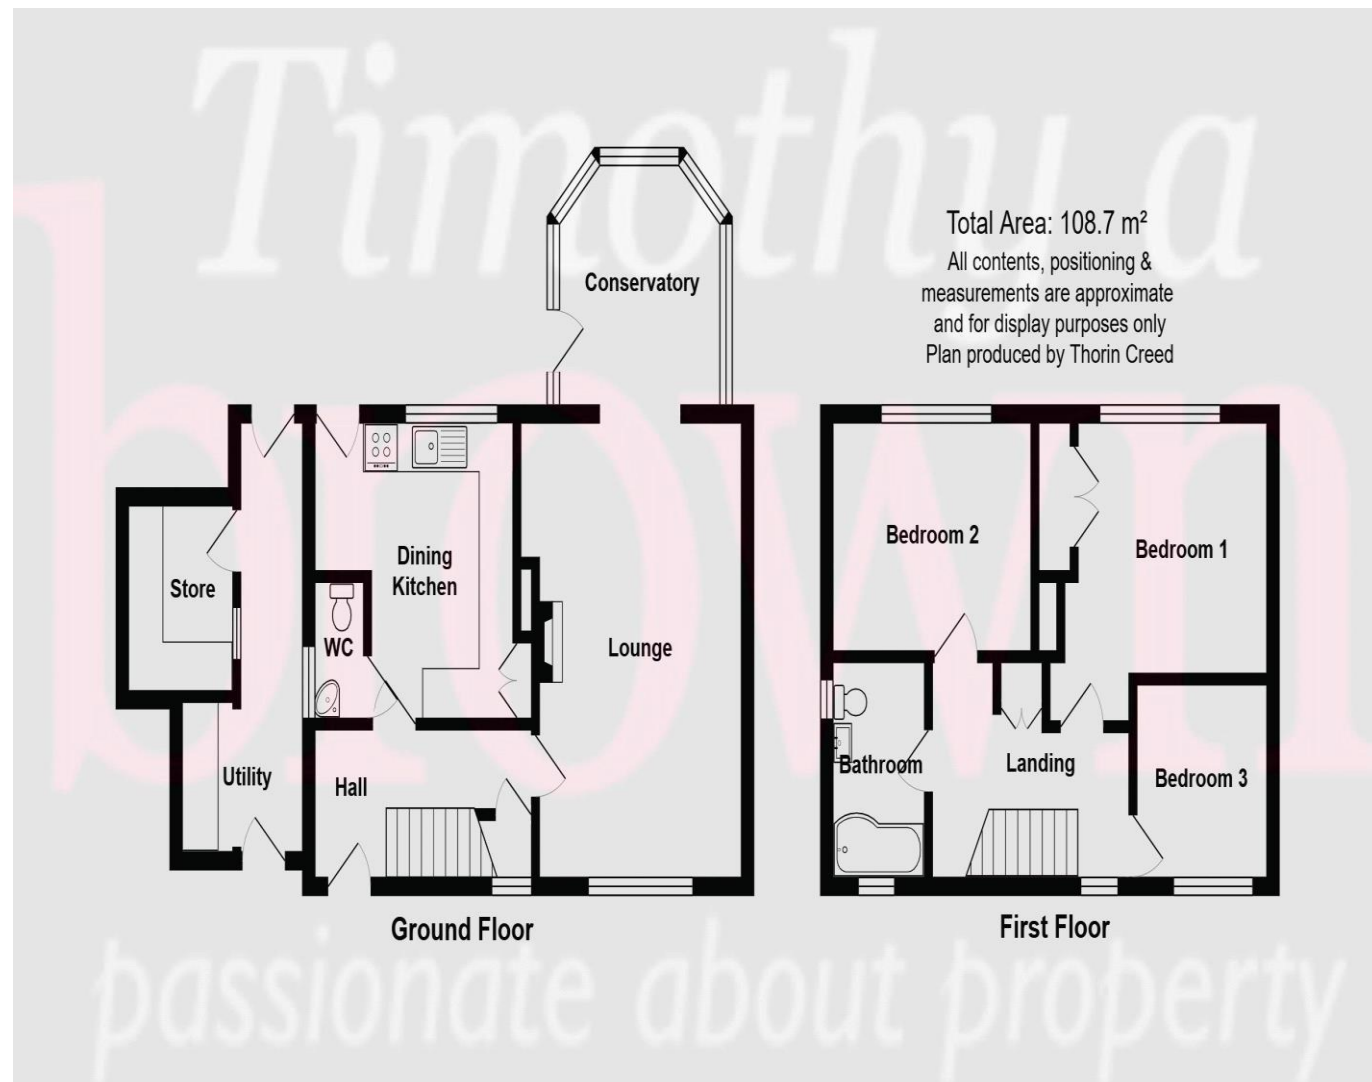 Timothy a
brown
passionate about property
Total Area: 108.7 m²
All contents, positioning &
measurements are approximate
and for display purposes only
Plan produced by Thorin Creed
Conservatory
Dining
Kitchen
Store
WC
Lounge
Utility
Hall
Ground Floor
Bedroom 2
Bedroom 1
Bathroom
Landing
Bedroom 3
First Floor